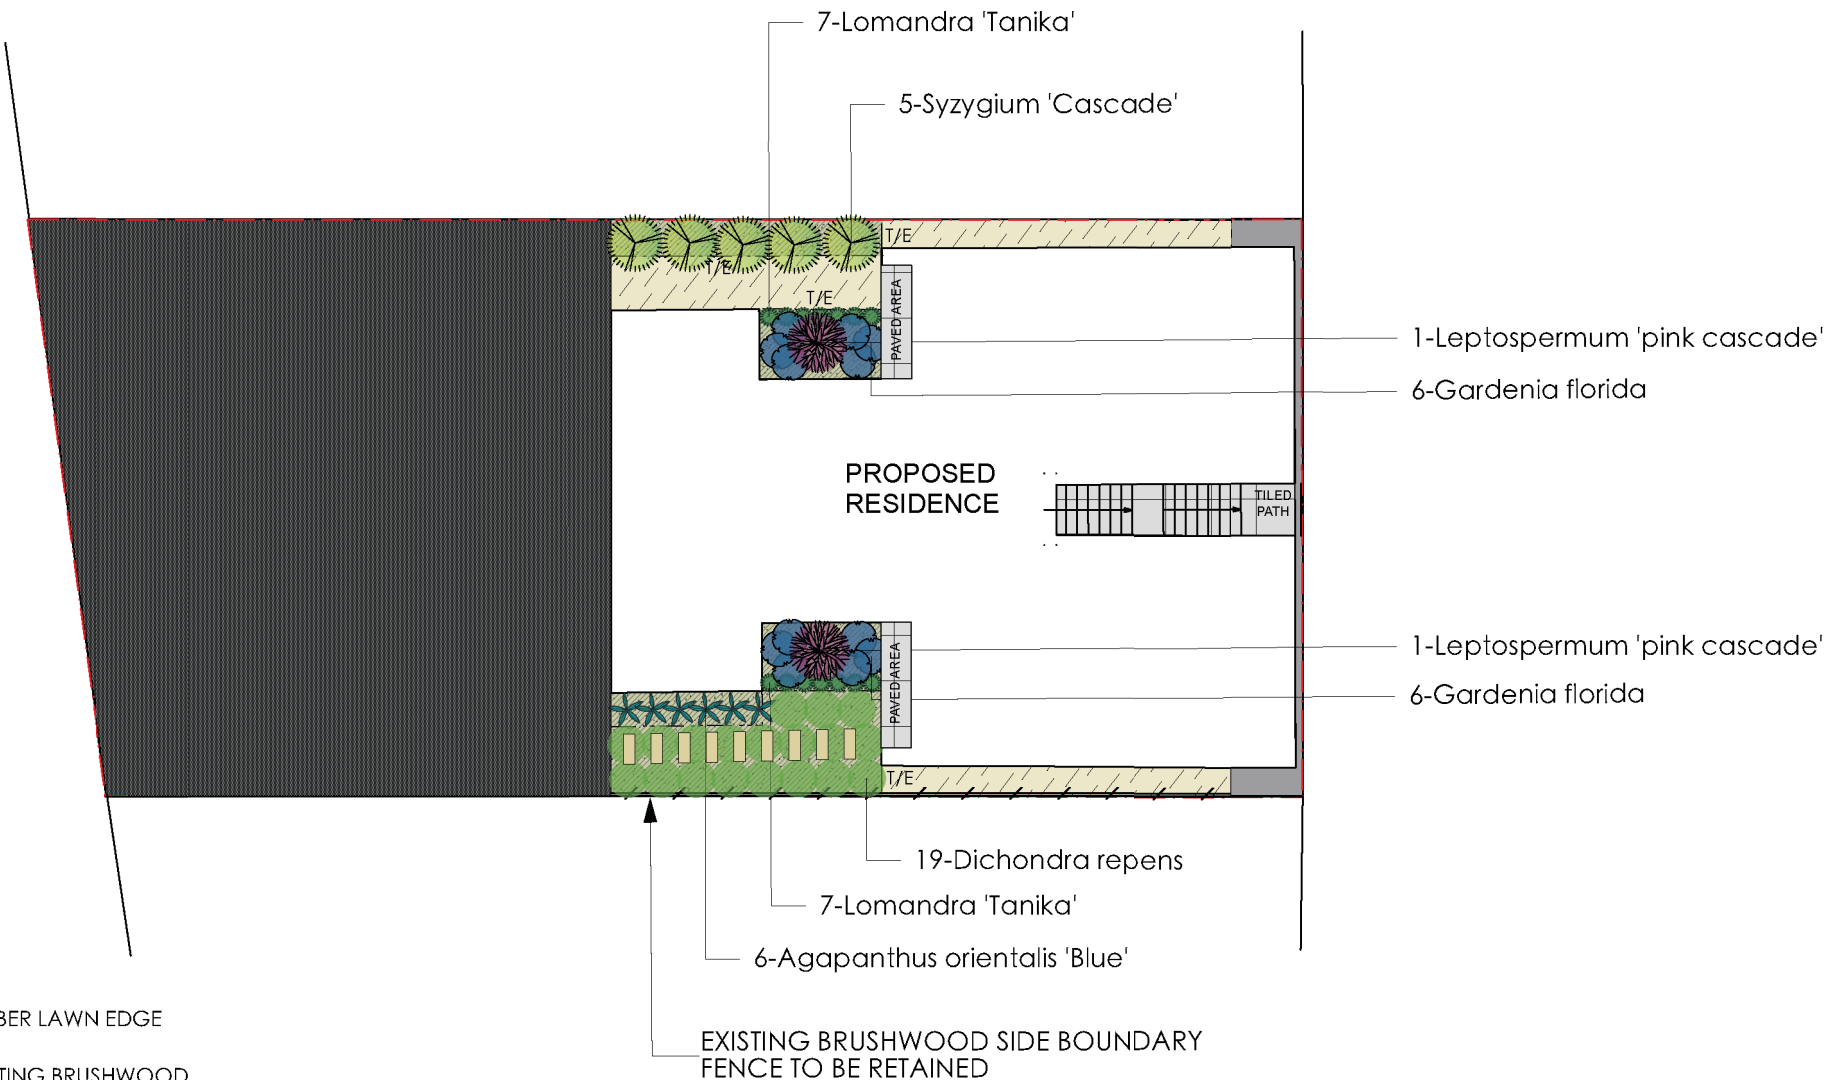 7-Lomandra 'Tanika'
5-Syzygium 'Cascade'
T/E
T/E
T/E
PAVED AREA
1-Leptospermum 'pink cascade'
6-Gardenia florida
PROPOSED
RESIDENCE
TILED
PATH
PAVED AREA
1-Leptospermum 'pink cascade'
6-Gardenia florida
T/E
19-Dichondra repens
7-Lomandra 'Tanika'
6-Agapanthus orientalis 'Blue'
BER LAWN EDGE
EXISTING BRUSHWOOD SIDE BOUNDARY
FENCE TO BE RETAINED
TING BRUSHWOOD